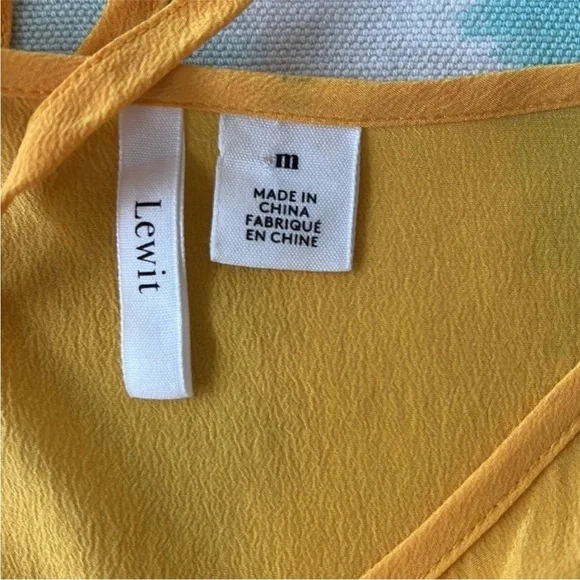 Lewit
m
MADE IN
CHINA
FABRIQUÉ
EN CHINE